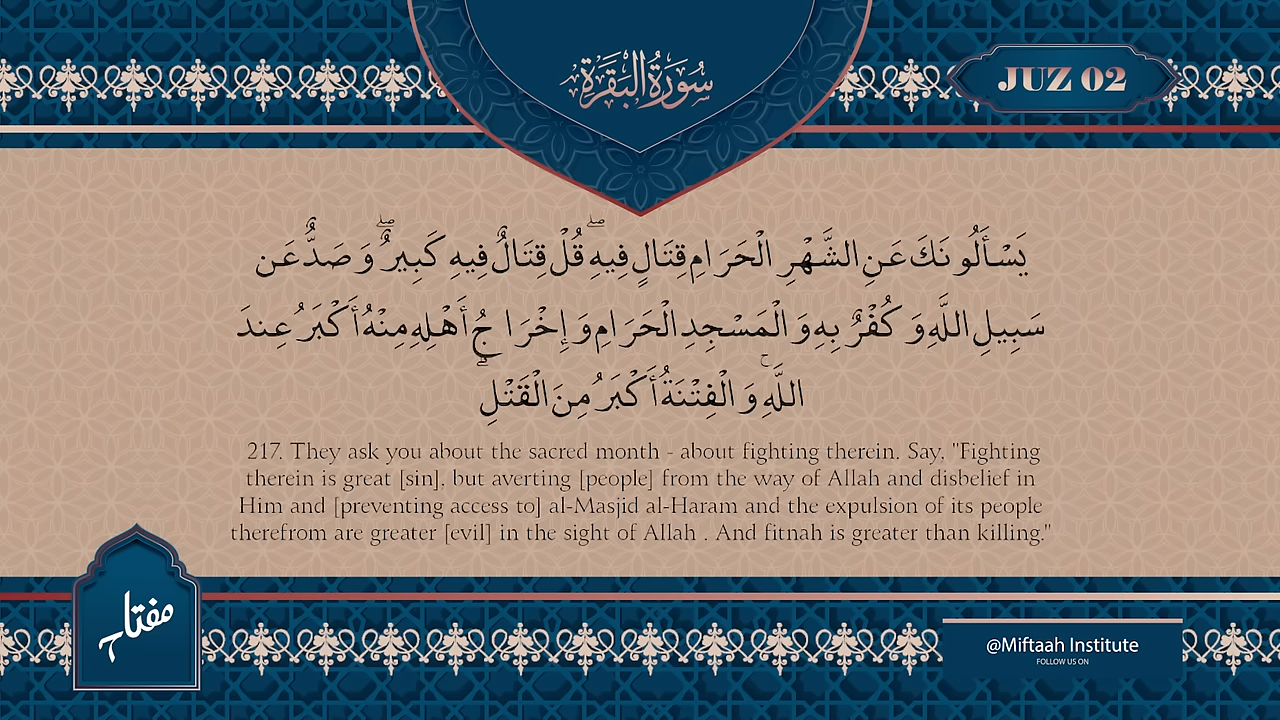 سُورَةُ الْبَقَرَةِ
JUZ 02
يَسْأَلُونَكَ عَنِ الشَّهْرِ الْحَرَامِ قِتَالٍ فِيهِ ۖ قُلْ قِتَالٌ فِيهِ كَبِيرٌ ۖ وَصَدٌّ عَن
سَبِيلِ اللَّهِ وَكُفْرٌ بِهِ وَالْمَسْجِدِ الْحَرَامِ وَإِخْرَاجُ أَهْلِهِ مِنْهُ أَكْبَرُ عِندَ
اللَّهِ ۚ وَالْفِتْنَةُ أَكْبَرُ مِنَ الْقَتْلِ ۗ
217. They ask you about the sacred month - about fighting therein. Say, "Fighting
therein is great [sin], but averting [people] from the way of Allah and disbelief in
Him and [preventing access to] al-Masjid al-Haram and the expulsion of its people
therefrom are greater [evil] in the sight of Allah . And fitnah is greater than killing."
مفتاح
@Miftaah Institute
FOLLOW US ON